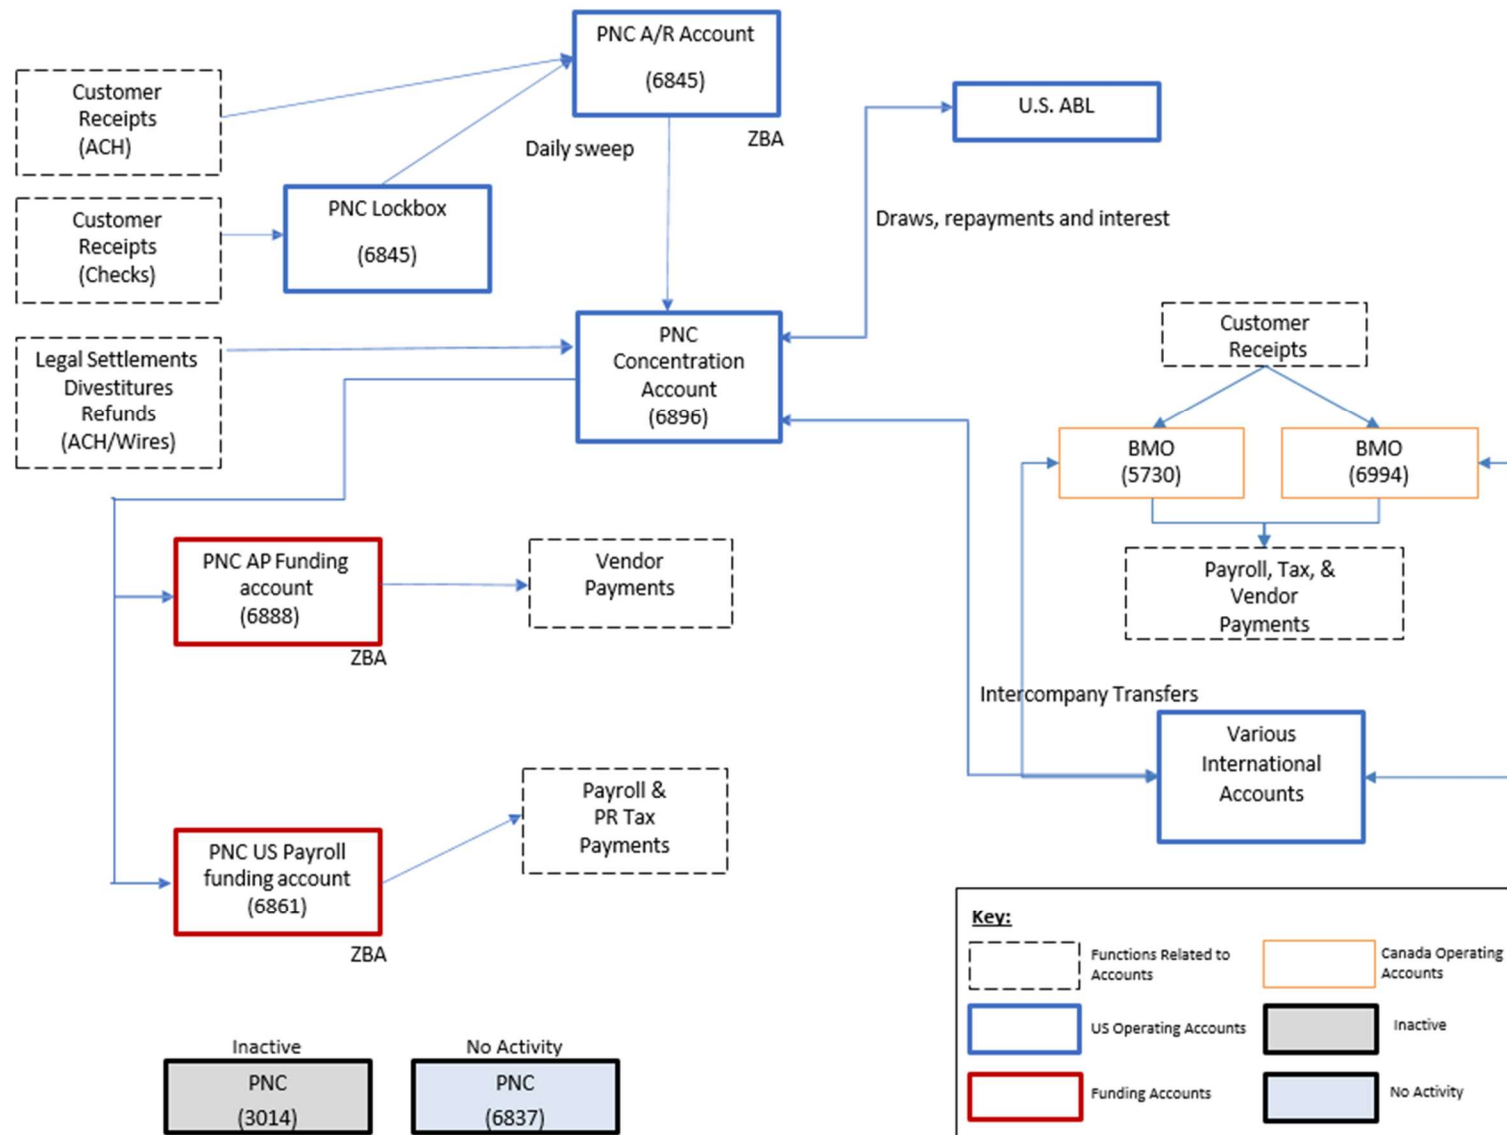 PNC A/R Account
(6845)
ZBA
Customer
Receipts
(ACH)
Daily sweep
U.S. ABL
Customer
Receipts
(Checks)
PNC Lockbox
(6845)
Draws, repayments and interest
Legal Settlements
Divestitures
Refunds
(ACH/Wires)
PNC
Concentration
Account
(6896)
Customer
Receipts
BMO
(5730)
BMO
(6994)
Payroll, Tax, &
Vendor
Payments
PNC AP Funding
account
(6888)
ZBA
Vendor
Payments
Intercompany Transfers
Various
International
Accounts
Payroll &
PR Tax
Payments
PNC US Payroll
funding account
(6861)
ZBA
Inactive
PNC
(3014)
No Activity
PNC
(6837)
Key:
Functions Related to
Accounts
Canada Operating
Accounts
US Operating Accounts
Inactive
Funding Accounts
No Activity